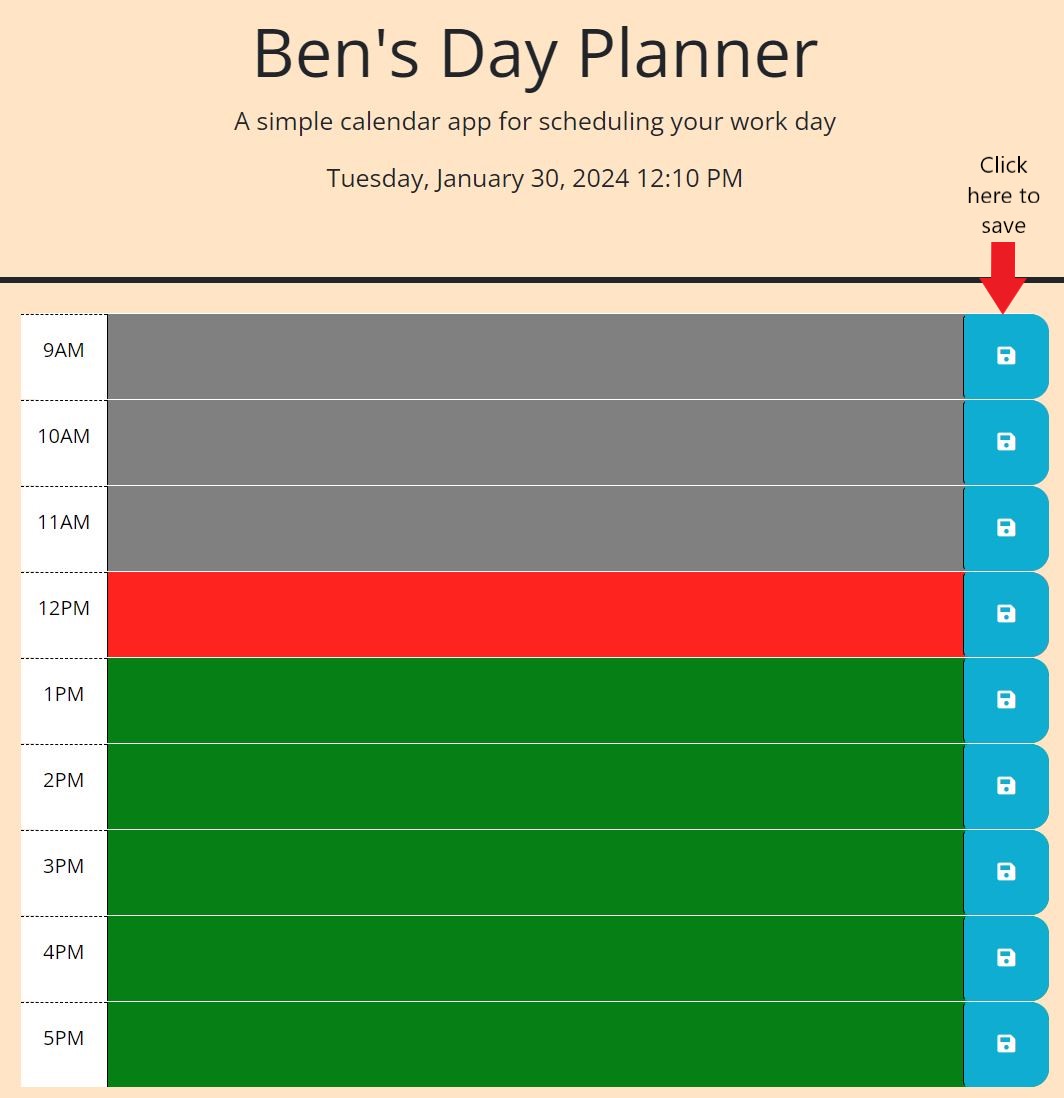 Ben's Day Planner
A simple calendar app for scheduling your work day
Tuesday, January 30, 2024 12:10 PM
Click
here to
save
9AM
10AM
11AM
12PM
1PM
2PM
3PM
4PM
5PM